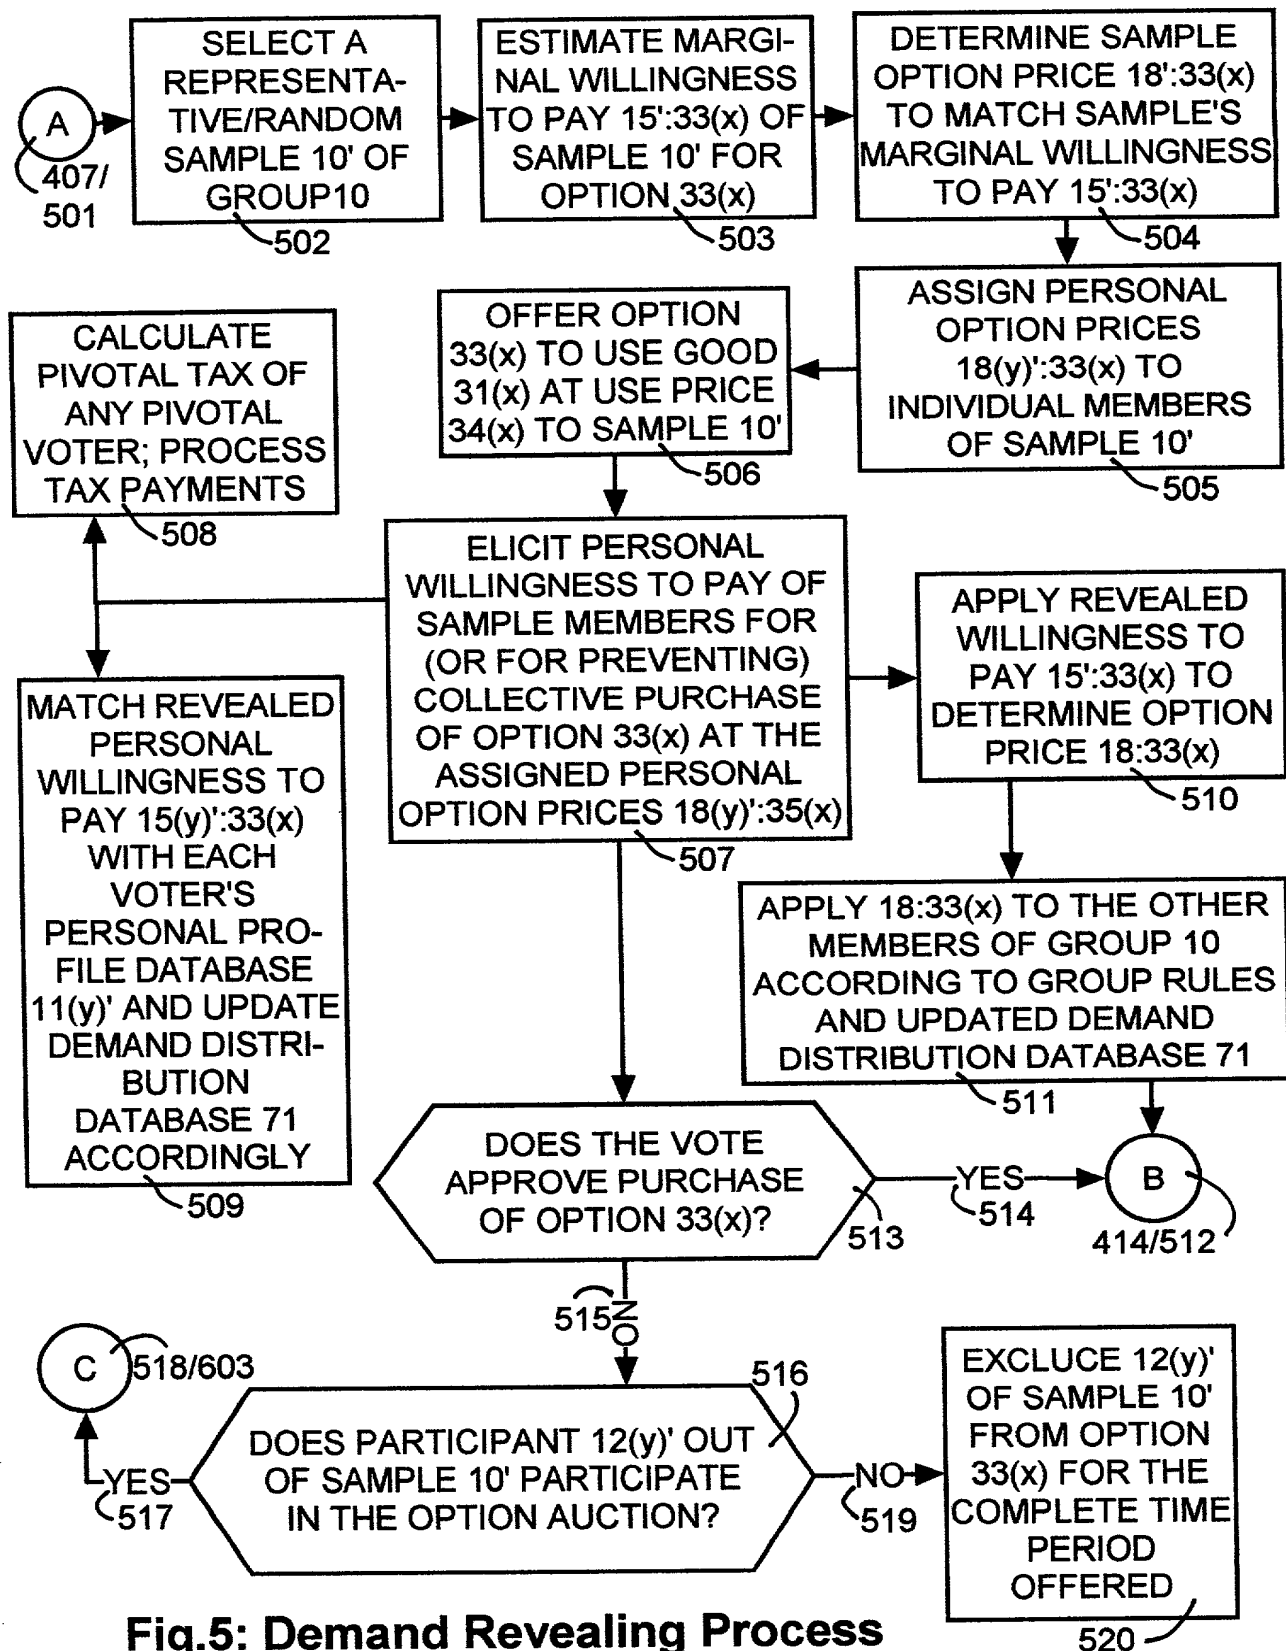 A
407/
501
SELECT A
REPRESENTA-
TIVE/RANDOM
SAMPLE 10' OF
GROUP10
502
ESTIMATE MARGI-
NAL WILLINGNESS
TO PAY 15':33(x) OF
SAMPLE 10' FOR
OPTION 33(x)
503
DETERMINE SAMPLE
OPTION PRICE 18':33(x)
TO MATCH SAMPLE'S
MARGINAL WILLINGNESS
TO PAY 15':33(x)
504
ASSIGN PERSONAL
OPTION PRICES
18(y)':33(x) TO
INDIVIDUAL MEMBERS
OF SAMPLE 10'
505
OFFER OPTION
33(x) TO USE GOOD
31(x) AT USE PRICE
34(x) TO SAMPLE 10'
506
ELICIT PERSONAL
WILLINGNESS TO PAY OF
SAMPLE MEMBERS FOR
(OR FOR PREVENTING)
COLLECTIVE PURCHASE
OF OPTION 33(x) AT THE
ASSIGNED PERSONAL
OPTION PRICES 18(y)':35(x)
507
CALCULATE
PIVOTAL TAX OF
ANY PIVOTAL
VOTER; PROCESS
TAX PAYMENTS
508
MATCH REVEALED
PERSONAL
WILLINGNESS TO
PAY 15(y)':33(x)
WITH EACH
VOTER'S
PERSONAL PRO-
FILE DATABASE
11(y)' AND UPDATE
DEMAND DISTRI-
BUTION
DATABASE 71
ACCORDINGLY
509
APPLY REVEALED
WILLINGNESS TO
PAY 15':33(x) TO
DETERMINE OPTION
PRICE 18:33(x)
510
APPLY 18:33(x) TO THE OTHER
MEMBERS OF GROUP 10
ACCORDING TO GROUP RULES
AND UPDATED DEMAND
DISTRIBUTION DATABASE 71
511
DOES THE VOTE
APPROVE PURCHASE
OF OPTION 33(x)?
513
YES
514
B
414/512
515
NO
C
518/603
516
DOES PARTICIPANT 12(y)' OUT
OF SAMPLE 10' PARTICIPATE
IN THE OPTION AUCTION?
YES
517
NO
519
EXCLUCE 12(y)'
OF SAMPLE 10'
FROM OPTION
33(x) FOR THE
COMPLETE TIME
PERIOD
OFFERED
520
Fig.5: Demand Revealing Process